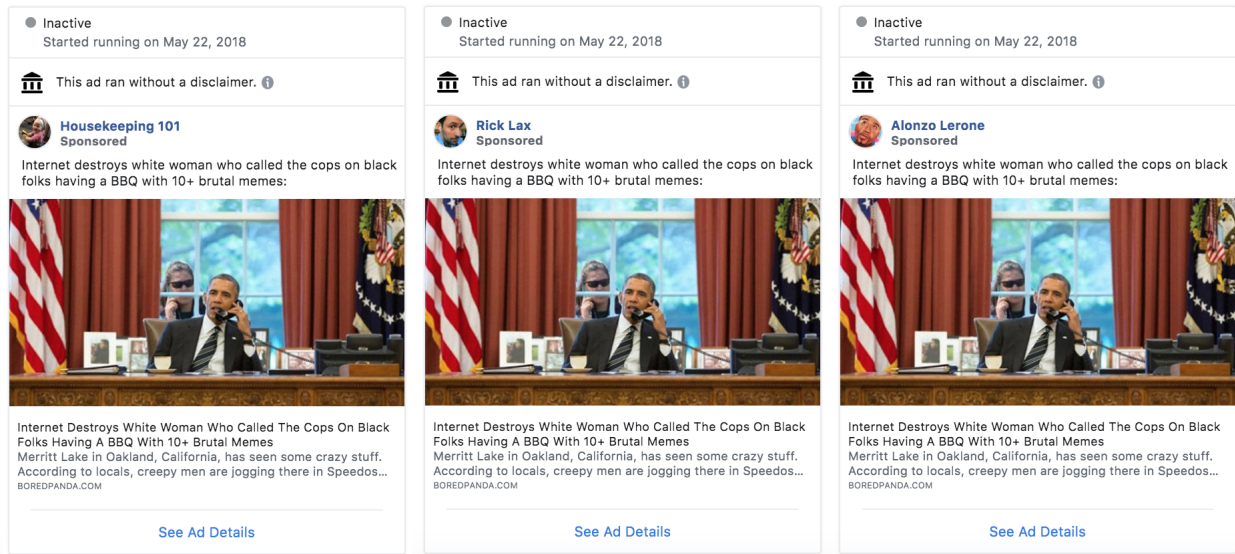 Inactive
Started running on May 22, 2018
This ad ran without a disclaimer.
Housekeeping 101
Sponsored
Internet destroys white woman who called the cops on black
folks having a BBQ with 10+ brutal memes:
Internet Destroys White Woman Who Called The Cops On Black
Folks Having A BBQ With 10+ Brutal Memes
Merritt Lake in Oakland, California, has seen some crazy stuff.
According to locals, creepy men are jogging there in Speedos...
BOREDPANDA.COM
See Ad Details
Inactive
Started running on May 22, 2018
This ad ran without a disclaimer.
Rick Lax
Sponsored
Internet destroys white woman who called the cops on black
folks having a BBQ with 10+ brutal memes:
Internet Destroys White Woman Who Called The Cops On Black
Folks Having A BBQ With 10+ Brutal Memes
Merritt Lake in Oakland, California, has seen some crazy stuff.
According to locals, creepy men are jogging there in Speedos...
BOREDPANDA.COM
See Ad Details
Inactive
Started running on May 22, 2018
This ad ran without a disclaimer.
Alonzo Lerone
Sponsored
Internet destroys white woman who called the cops on black
folks having a BBQ with 10+ brutal memes:
Internet Destroys White Woman Who Called The Cops On Black
Folks Having A BBQ With 10+ Brutal Memes
Merritt Lake in Oakland, California, has seen some crazy stuff.
According to locals, creepy men are jogging there in Speedos...
BOREDPANDA.COM
See Ad Details